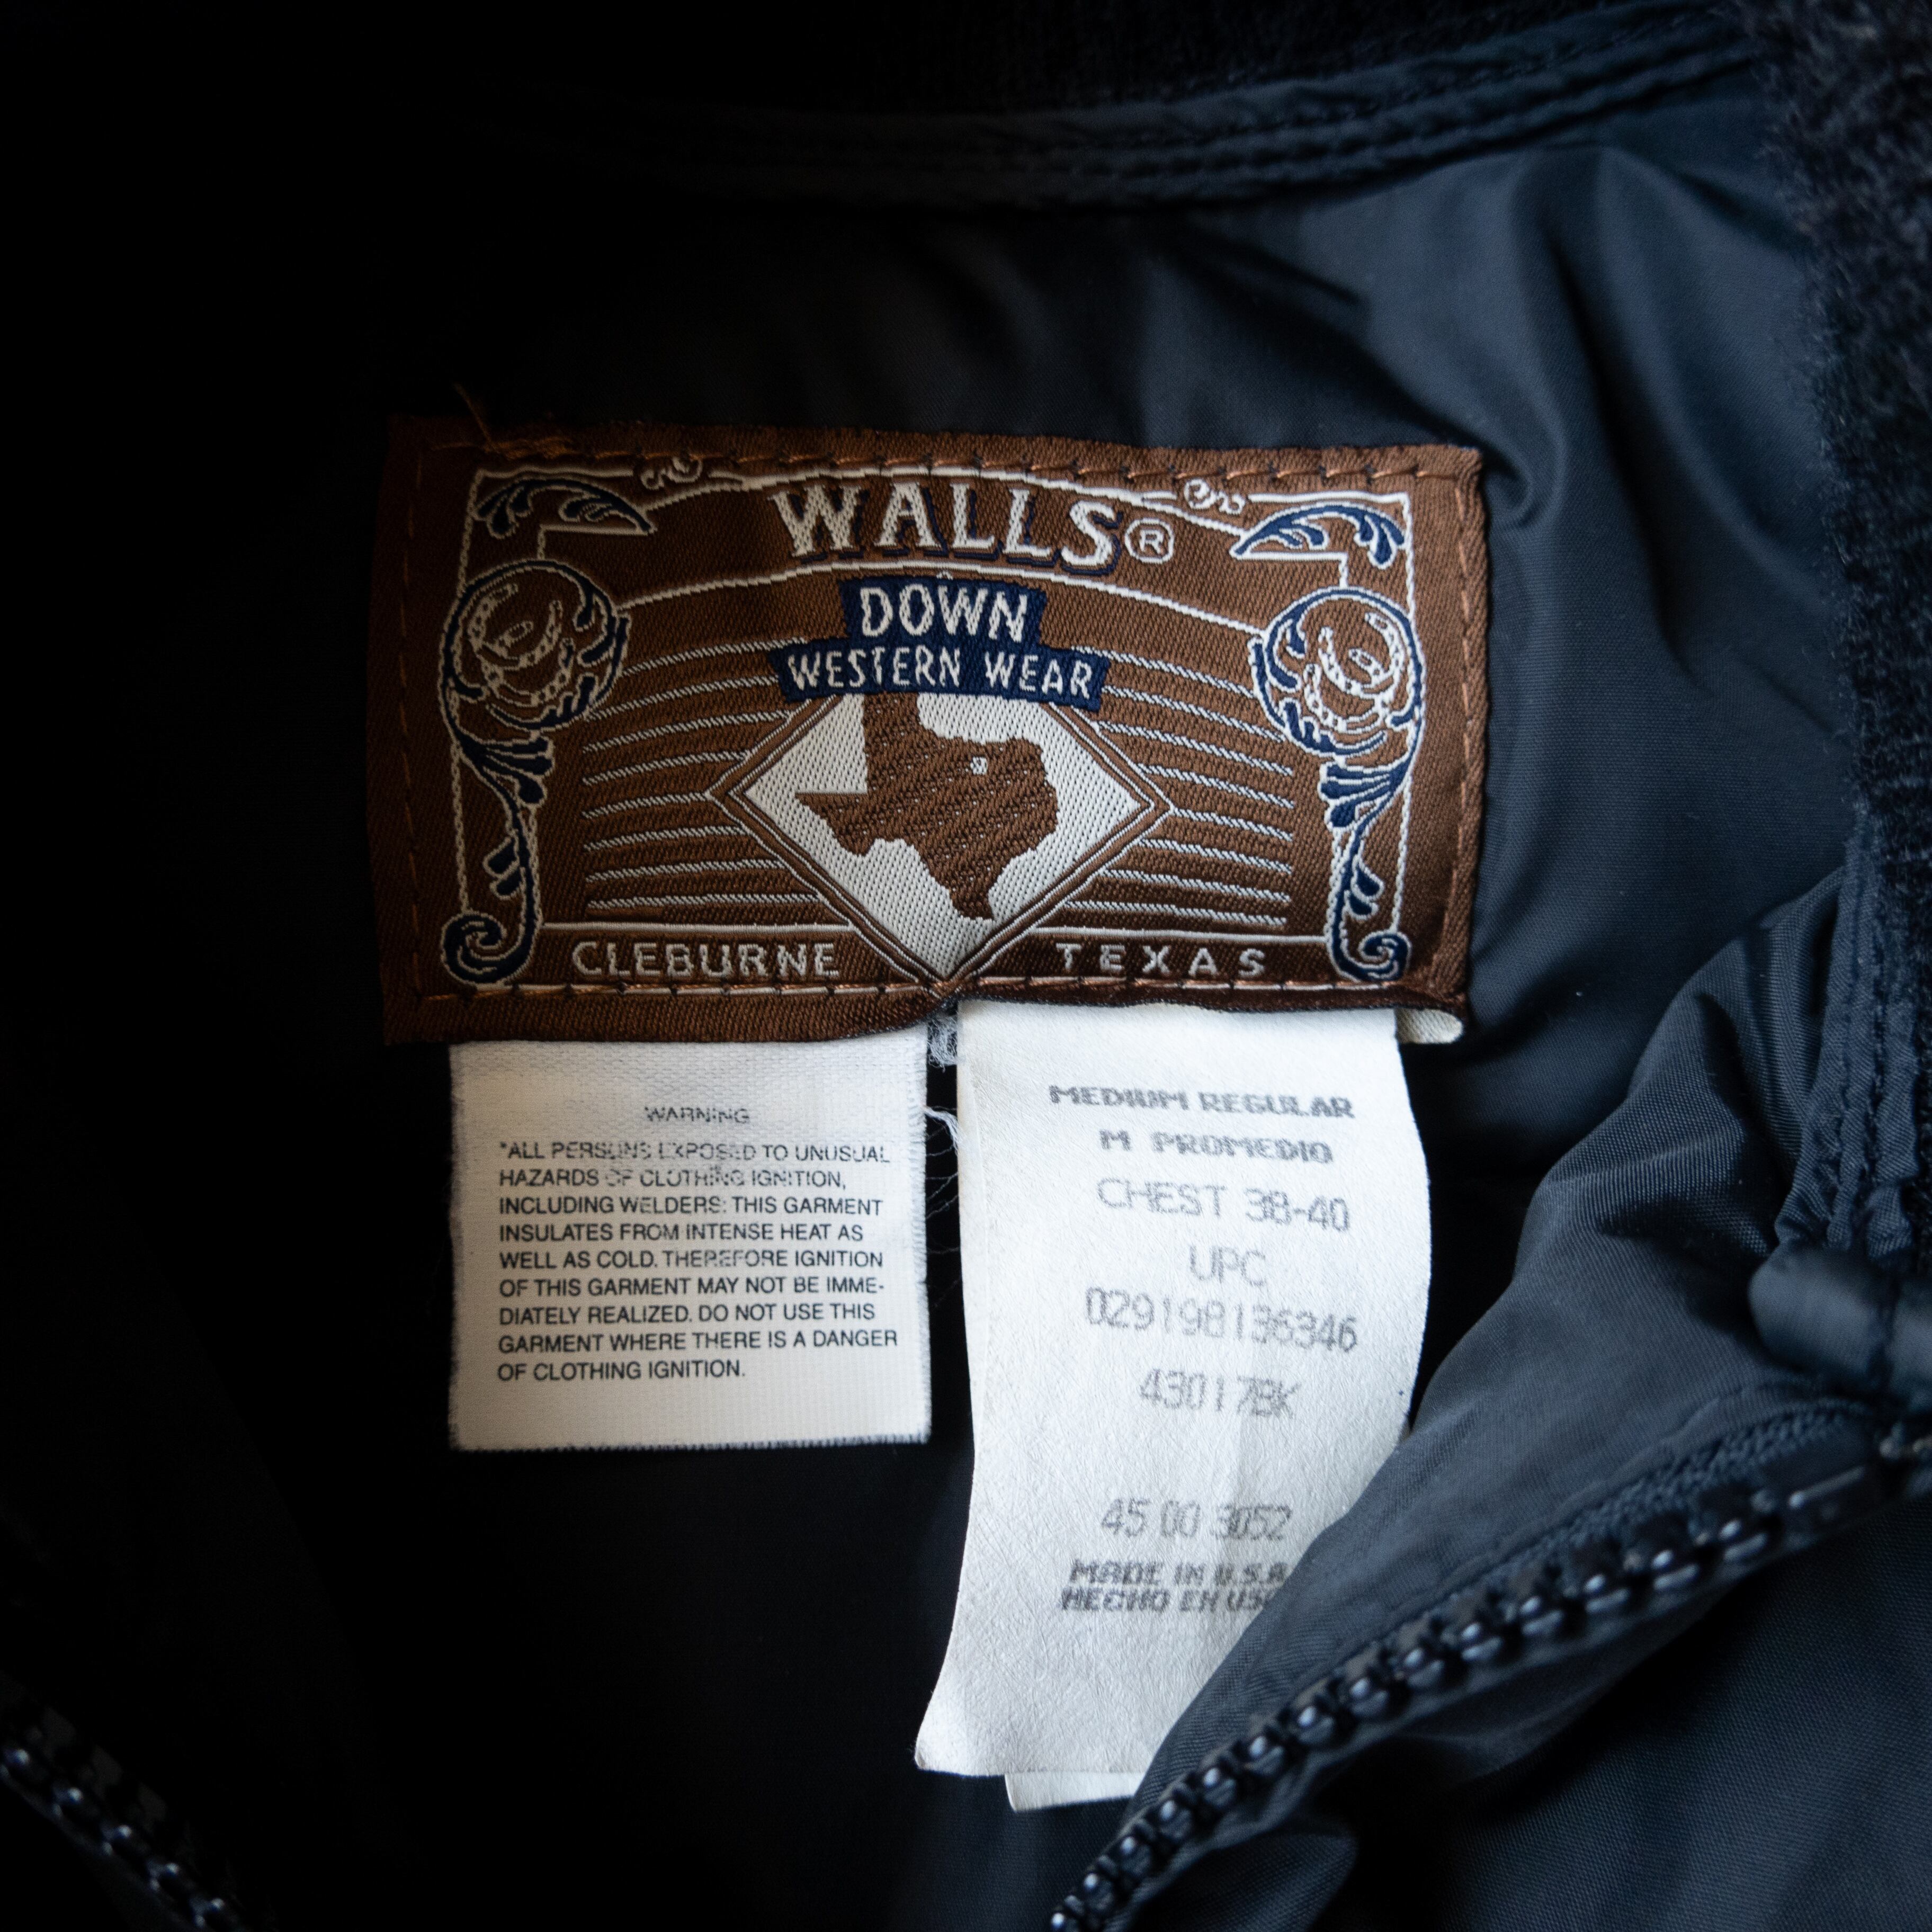 WALLS®
DOWN
WESTERN WEAR
CLEBURNE TEXAS
WARNING
*ALL PERSONS EXPOSED TO UNUSUAL
HAZARDS OF CLOTHING IGNITION,
INCLUDING WELDERS: THIS GARMENT
INSULATES FROM INTENSE HEAT AS
WELL AS COLD. THEREFORE IGNITION
OF THIS GARMENT MAY NOT BE IMME-
DIATELY REALIZED. DO NOT USE THIS
GARMENT WHERE THERE IS A DANGER
OF CLOTHING IGNITION.
MEDIUM REGULAR
M PROMEDIO
CHEST 38-40
UPC
029198136346
43017BK
45 00 3052
MADE IN U.S.A
HECHO EN USA